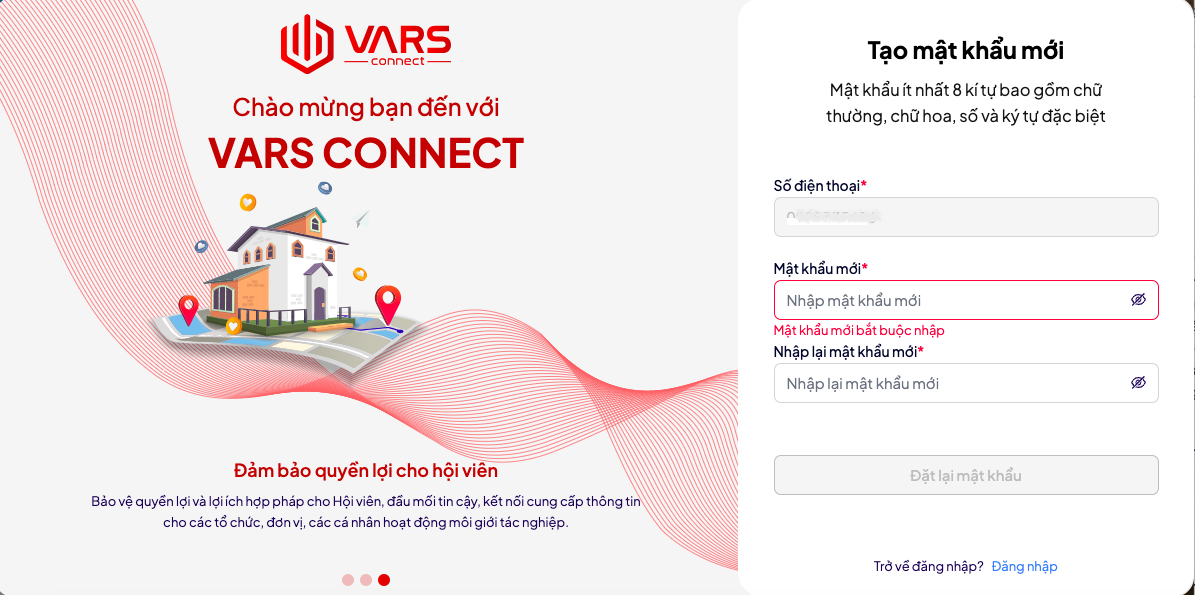 VARS
connect
Chào mừng bạn đến với
VARS CONNECT
Đảm bảo quyền lợi cho hội viên
Bảo vệ quyền lợi và lợi ích hợp pháp cho Hội viên, đầu mối tin cậy, kết nối cung cấp thông tin
cho các tổ chức, đơn vị, các cá nhân hoạt động môi giới tác nghiệp.
Tạo mật khẩu mới
Mật khẩu ít nhất 8 kí tự bao gồm chữ
thường, chữ hoa, số và ký tự đặc biệt
Số điện thoại*
Mật khẩu mới*
Nhập mật khẩu mới
Mật khẩu mới bắt buộc nhập
Nhập lại mật khẩu mới*
Nhập lại mật khẩu mới
Đặt lại mật khẩu
Trở về đăng nhập? Đăng nhập